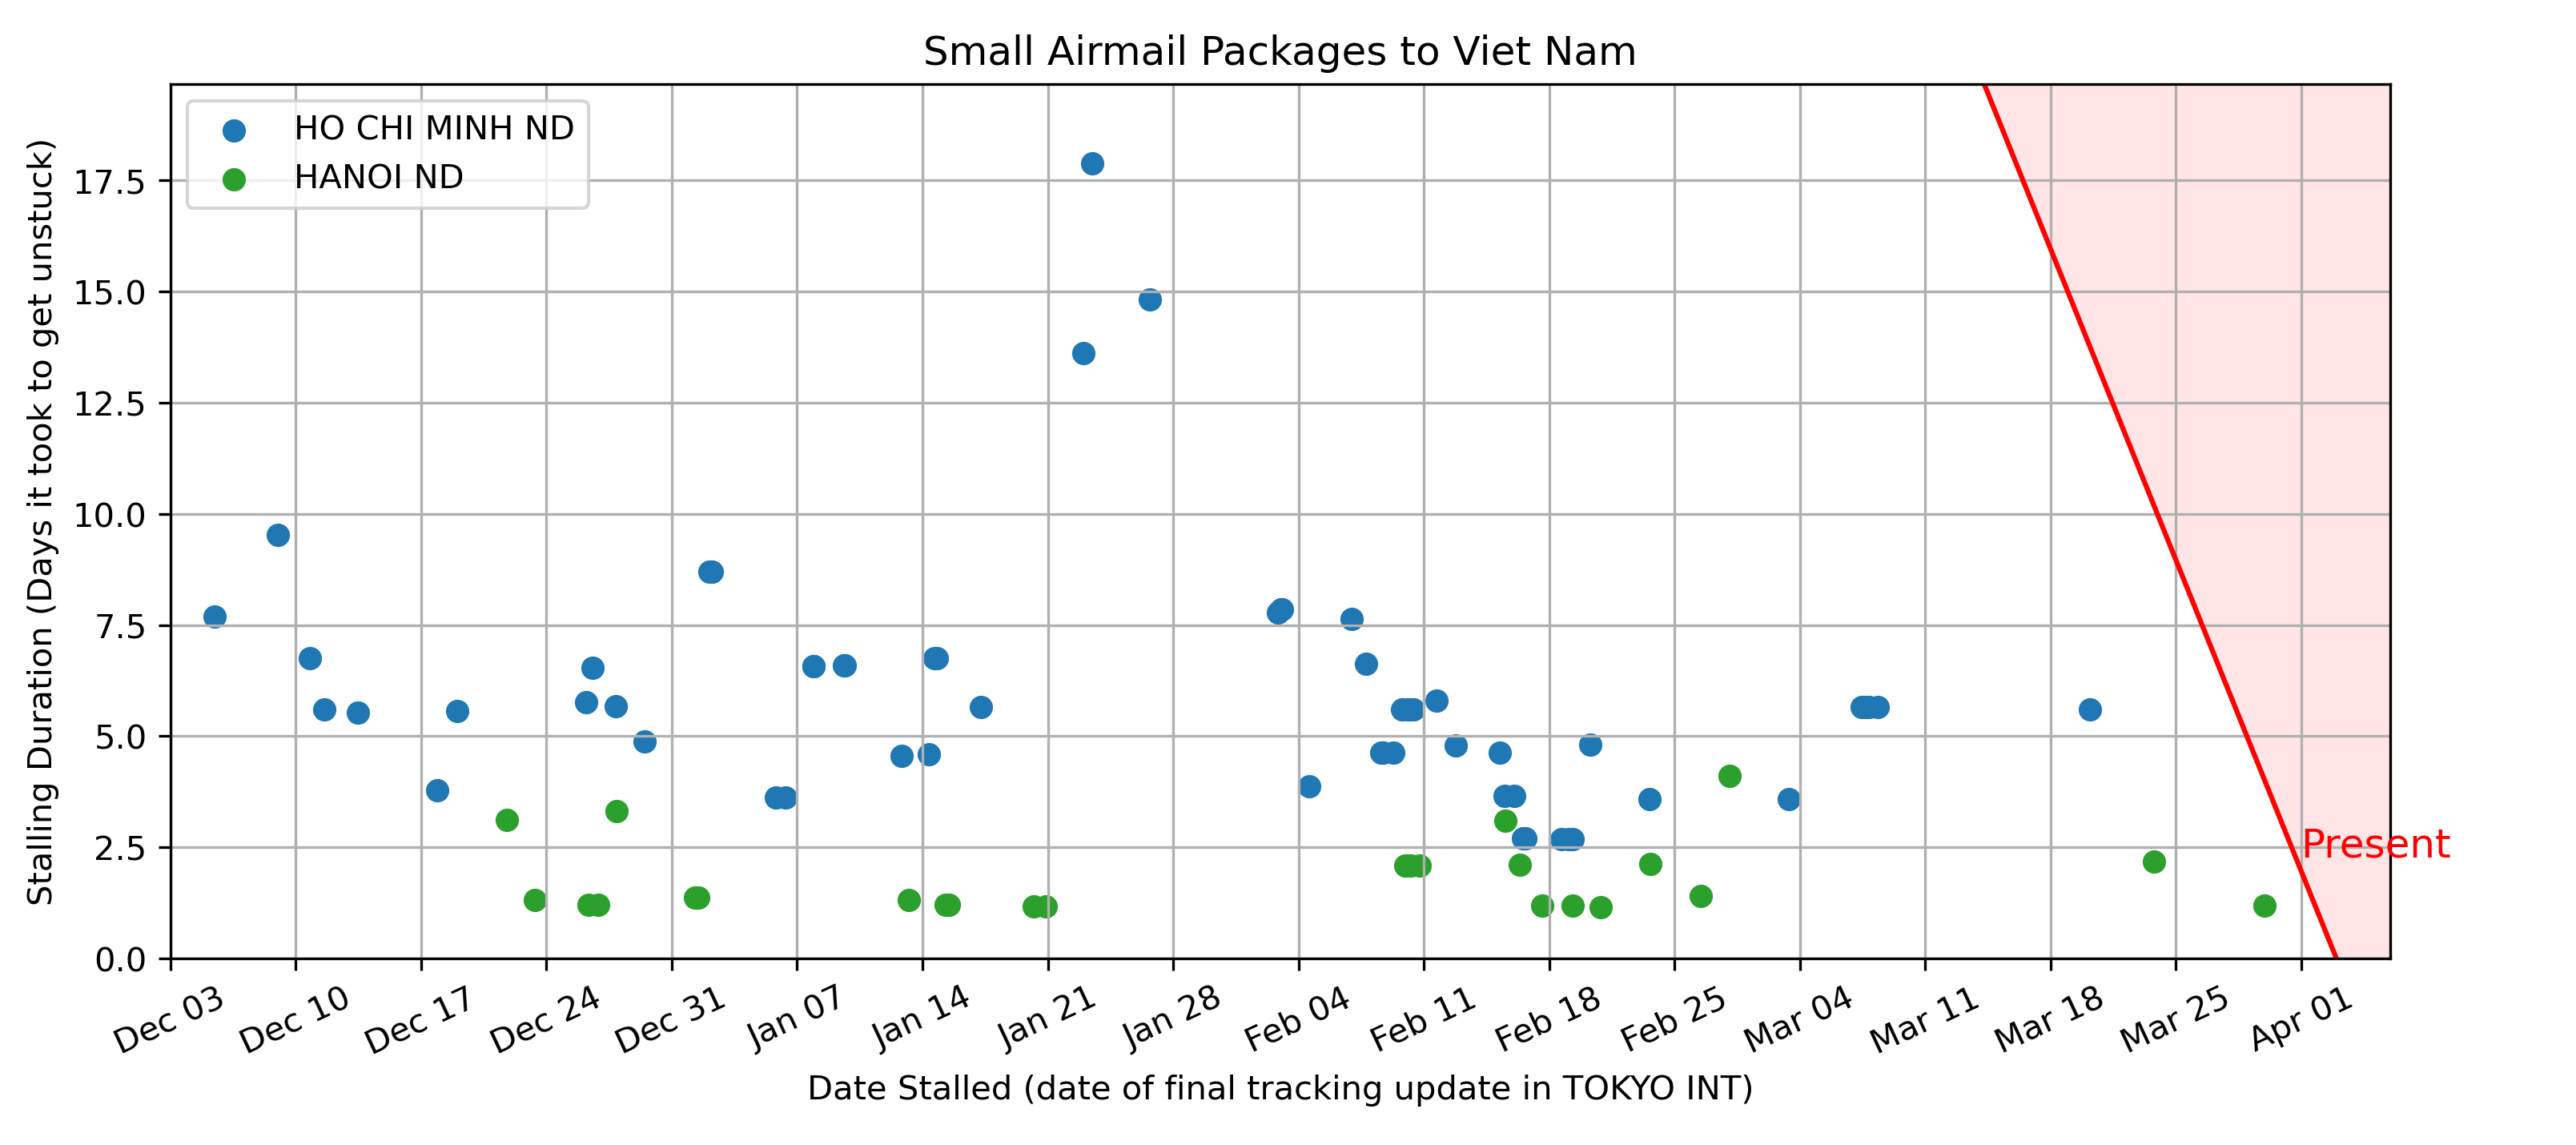 Small Airmail Packages to Viet Nam
HO CHI MINH ND
HANOI ND
Stalling Duration (Days it took to get unstuck)
17.5
15.0
12.5
10.0
7.5
5.0
2.5
0.0
Present
Dec 03
Dec 10
Dec 17
Dec 24
Dec 31
Jan 07
Jan 14
Jan 21
Jan 28
Feb 04
Feb 11
Feb 18
Feb 25
Mar 04
Mar 11
Mar 18
Mar 25
Apr 01
Date Stalled (date of final tracking update in TOKYO INT)